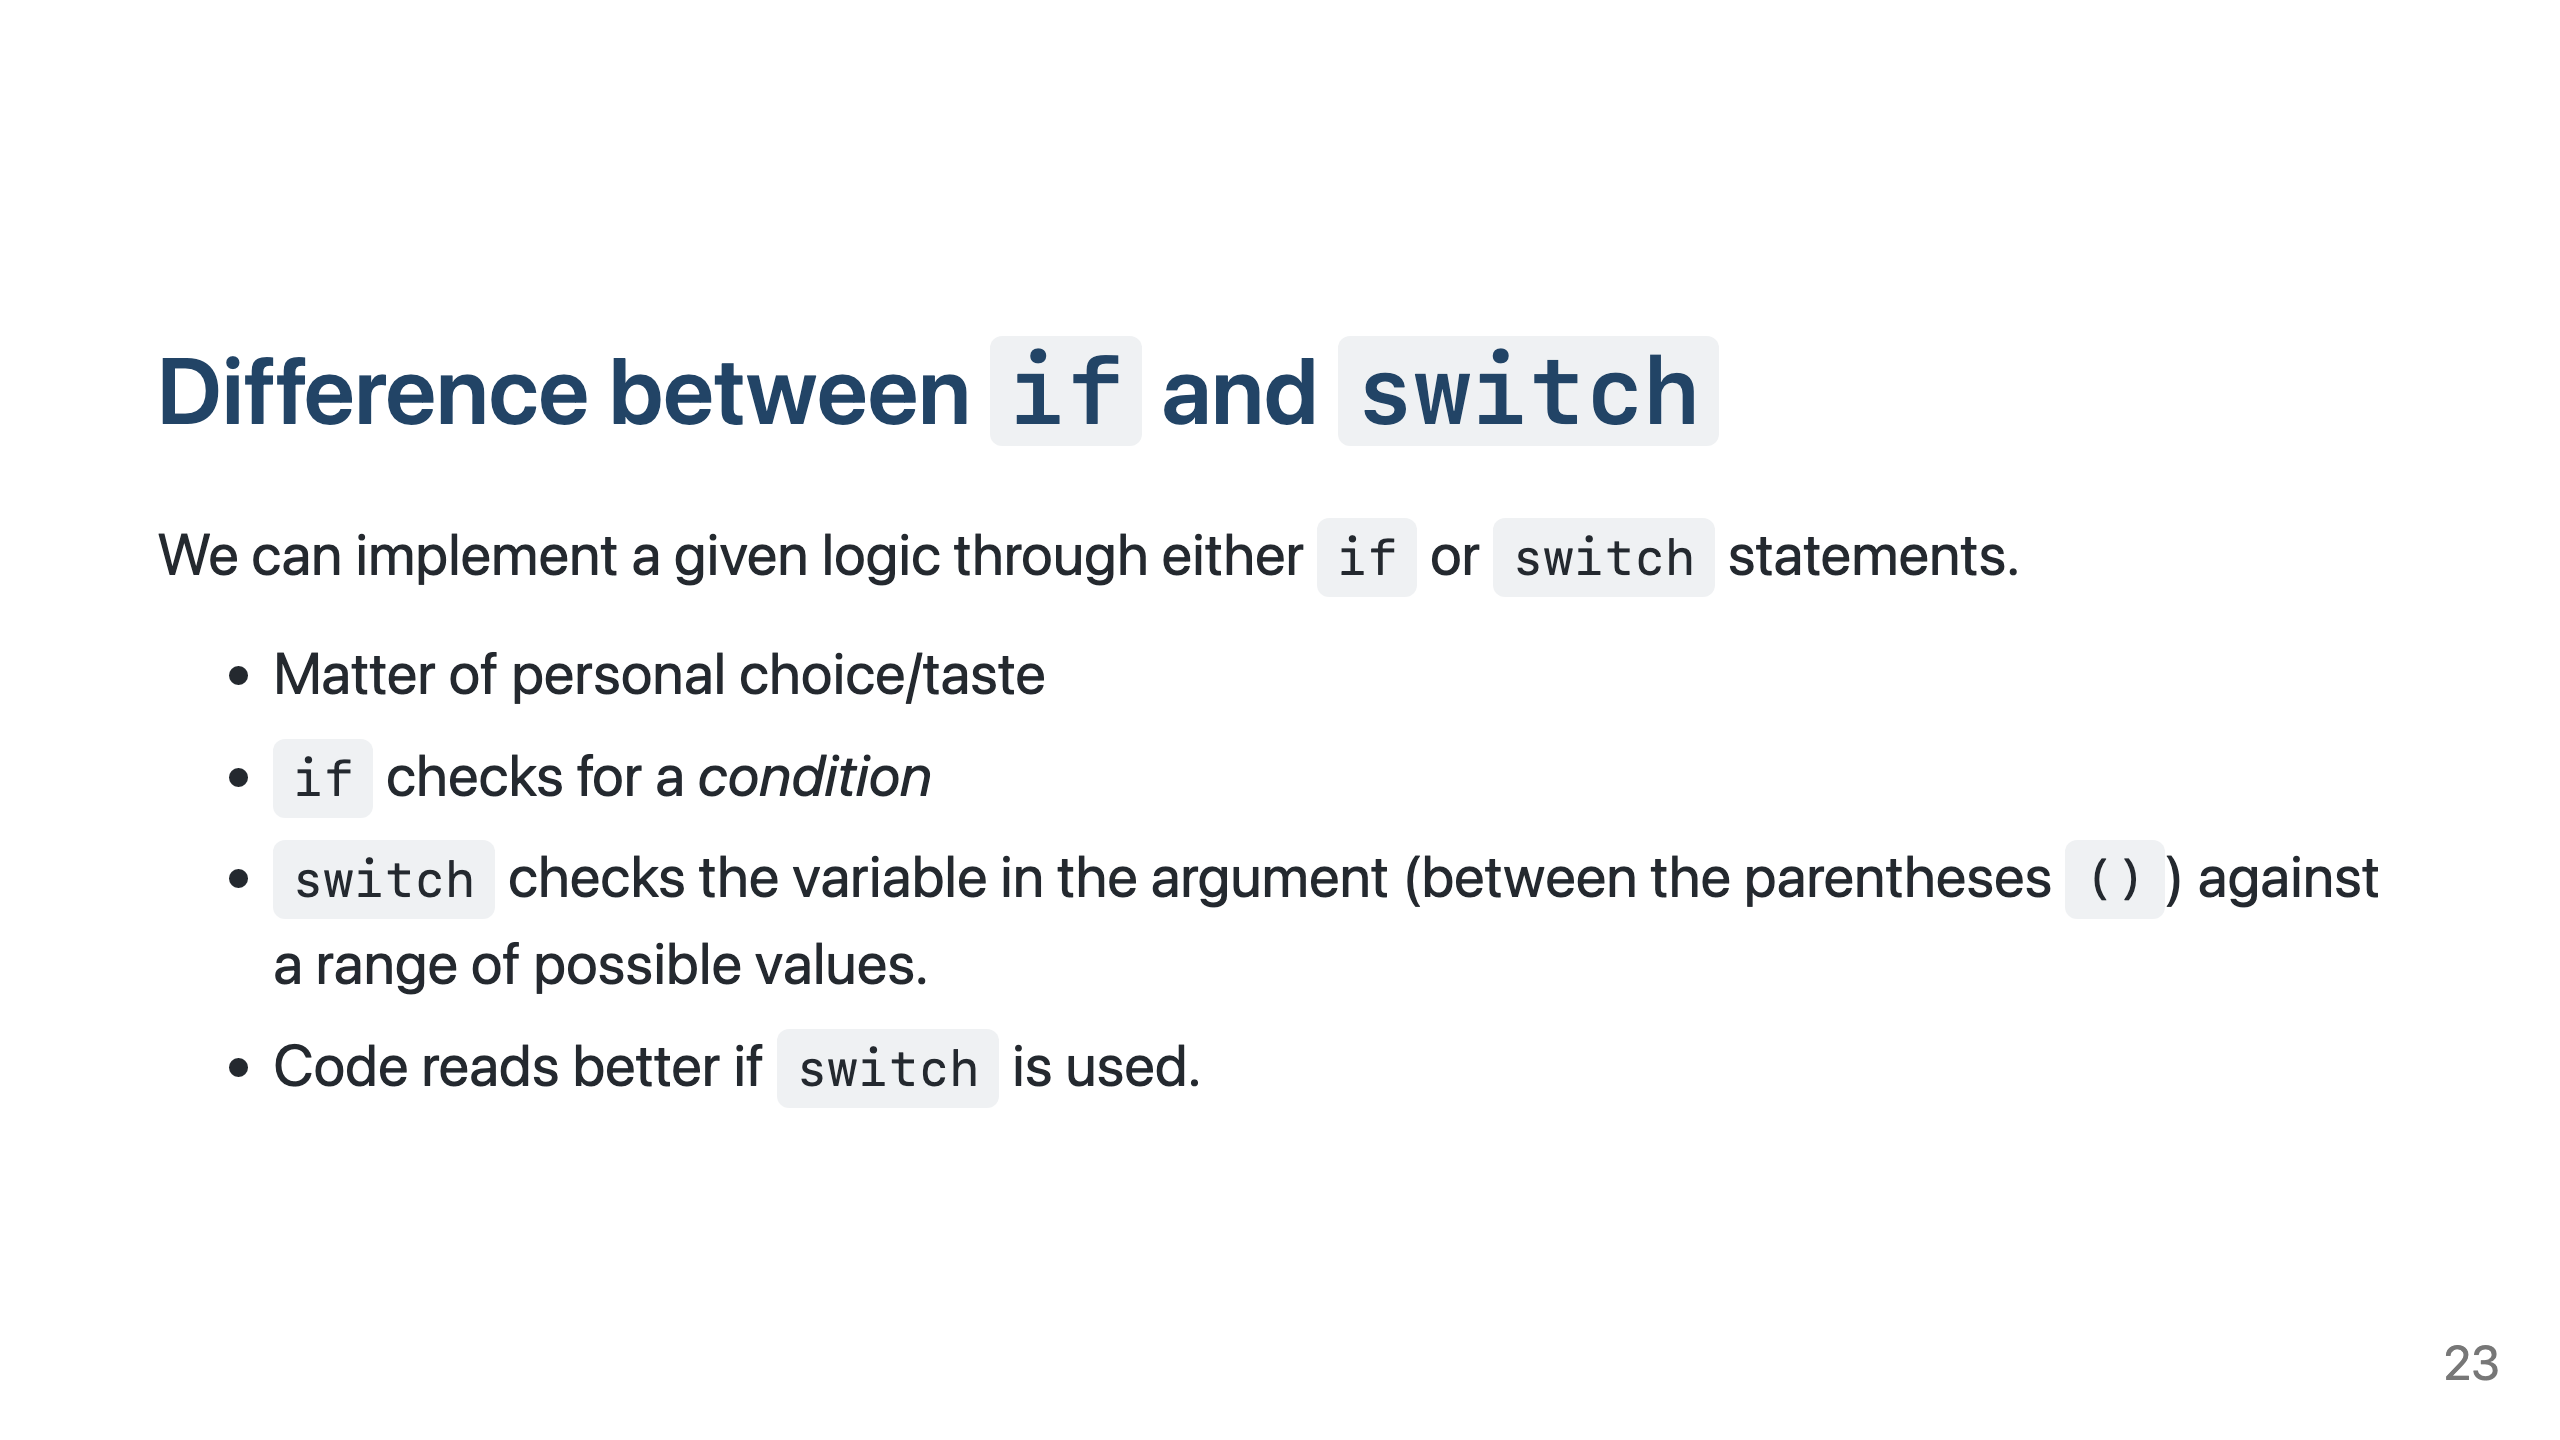 Difference between if and switch
We can implement a given logic through either if or switch statements.
• Matter of personal choice/taste
• if checks for a condition
• switch checks the variable in the argument (between the parentheses ()) against
a range of possible values.
• Code reads better if switch is used.
23